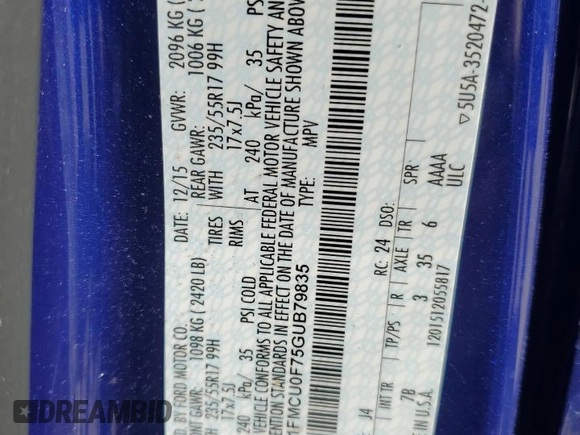 DATE: 12/15 GVWR: 2096 KG (
BY FORD MOTOR CO.
ONT GAWR: 1098 KG ( 2420 LB) REAR GAWR: 1006 KG (
235/55R17 99H TIRES WITH 235/55R17 99H
17x7.5J RIMS 17x7.5J
240 kPa/ 35 PSI COLD AT 240 kPa/ 35 PS
VEHICLE CONFORMS TO ALL APPLICABLE FEDERAL MOTOR VEHICLE SAFETY AN
ENTION STANDARDS IN EFFECT ON THE DATE OF MANUFACTURE SHOWN ABOV
1FMCU0F75GUB79835 TYPE: MPV
RC: 24 DSO:
J4 INT TR TP/PS R AXLE TR SPR:
7B 3 35 6 AAAA
E IN U.S.A. 1201512055817 ULC
▽5U5A-3520472-
DREAMBID